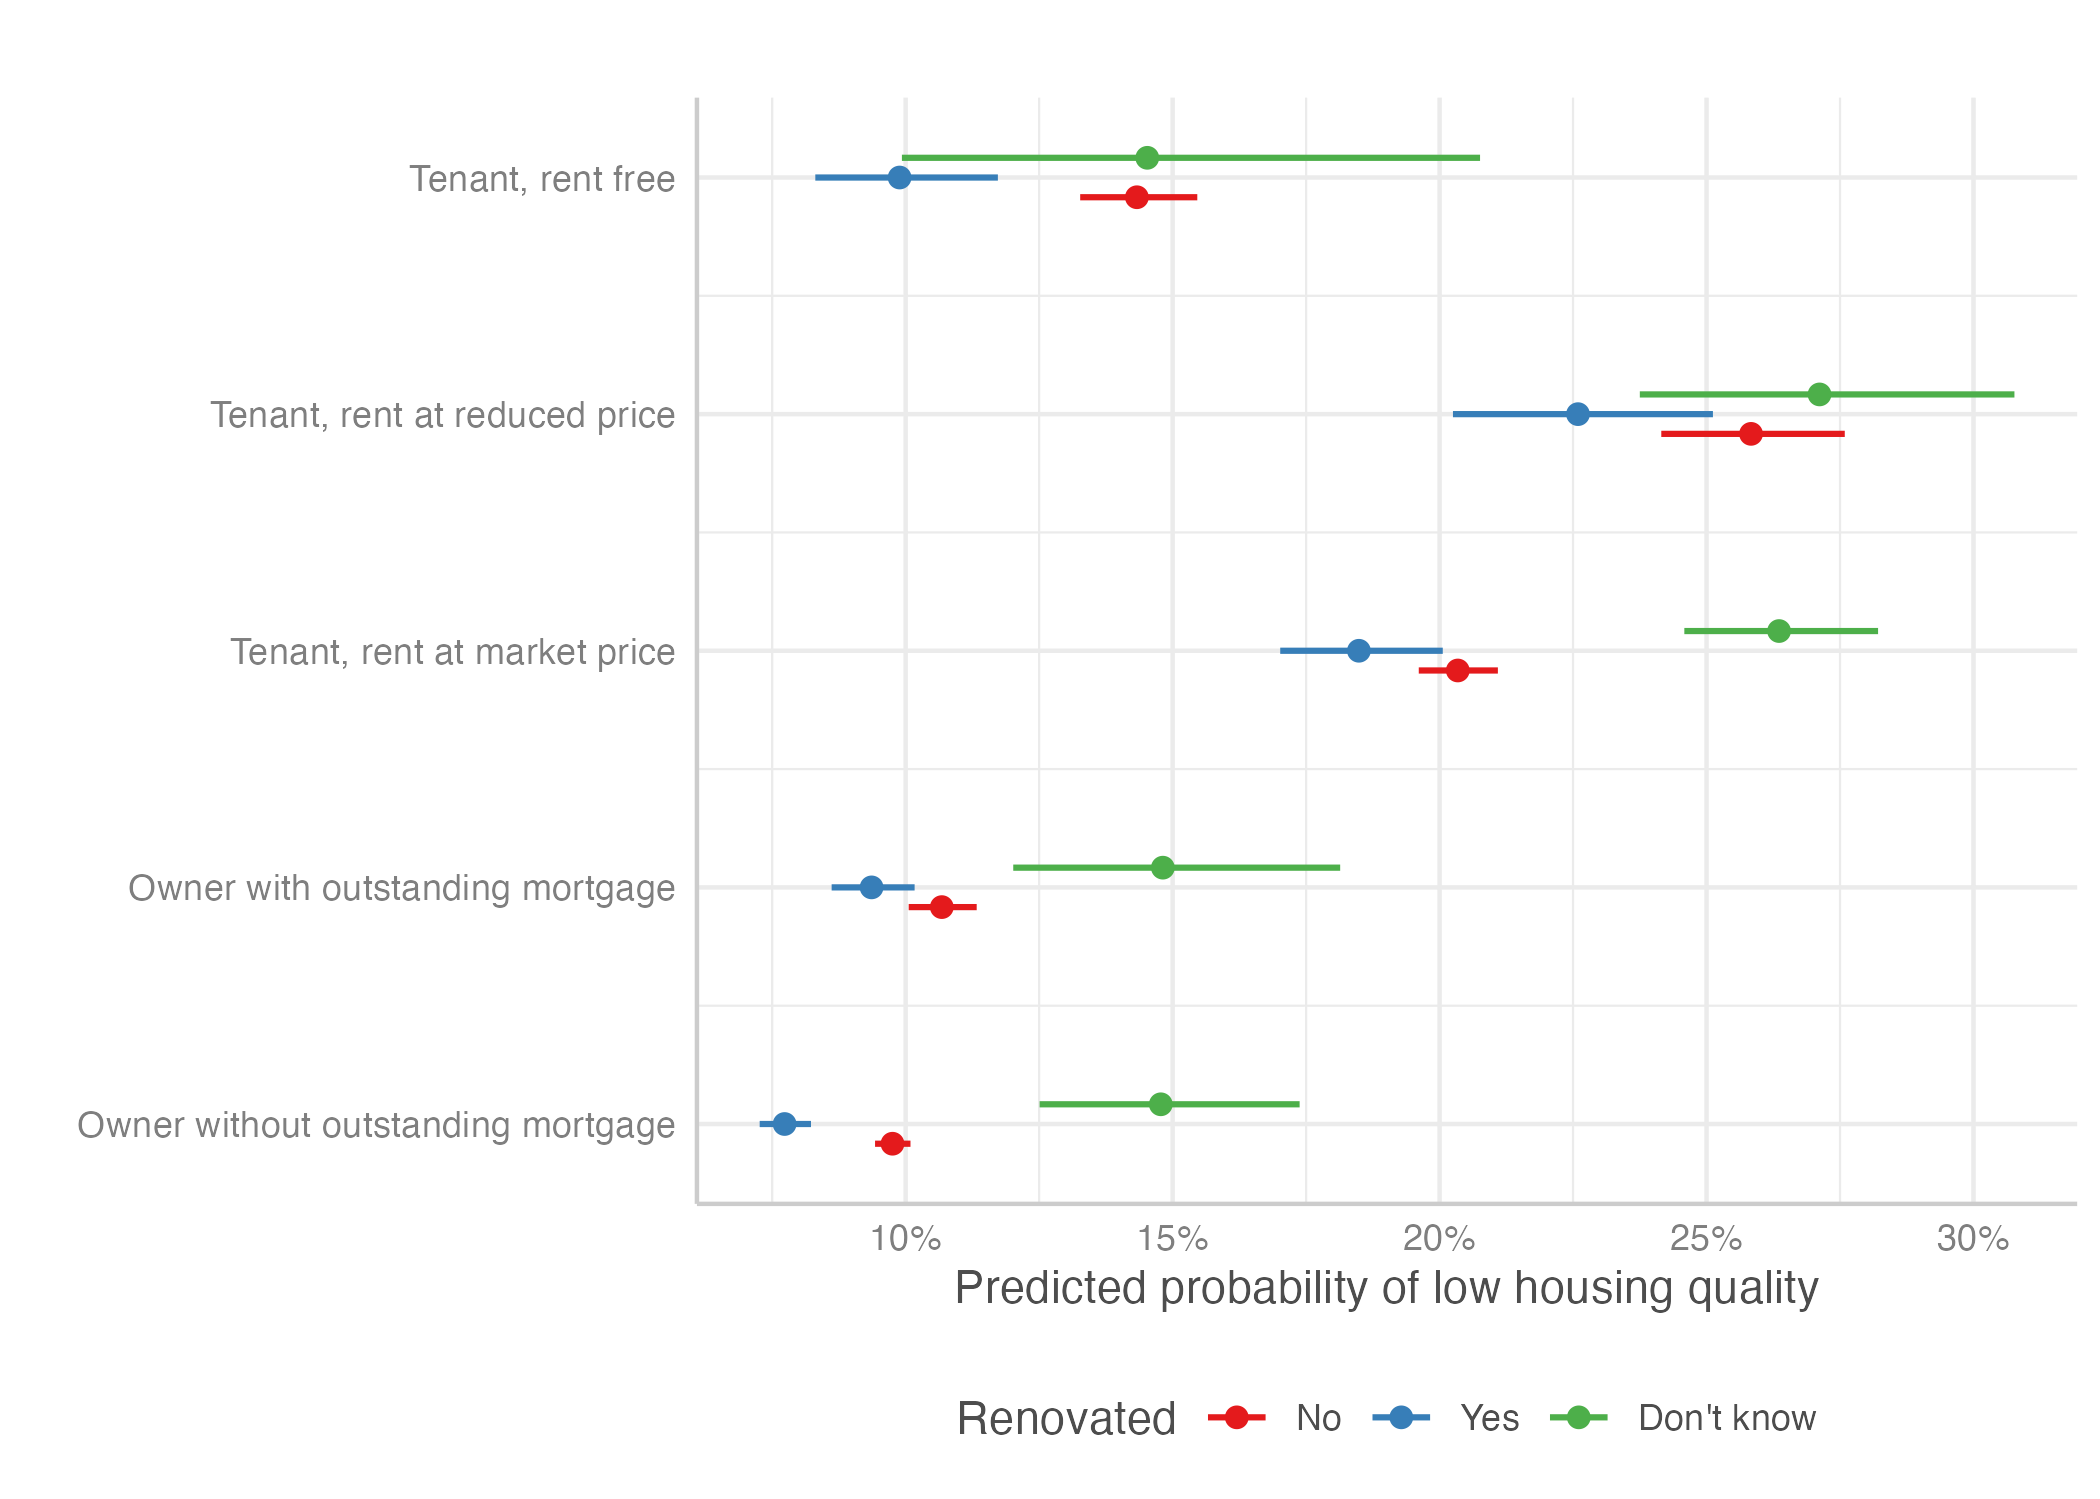 Tenant, rent free
Tenant, rent at reduced price
Tenant, rent at market price
Owner with outstanding mortgage
Owner without outstanding mortgage
10% 15% 20% 25% 30%
Predicted probability of low housing quality
Renovated No Yes Don't know